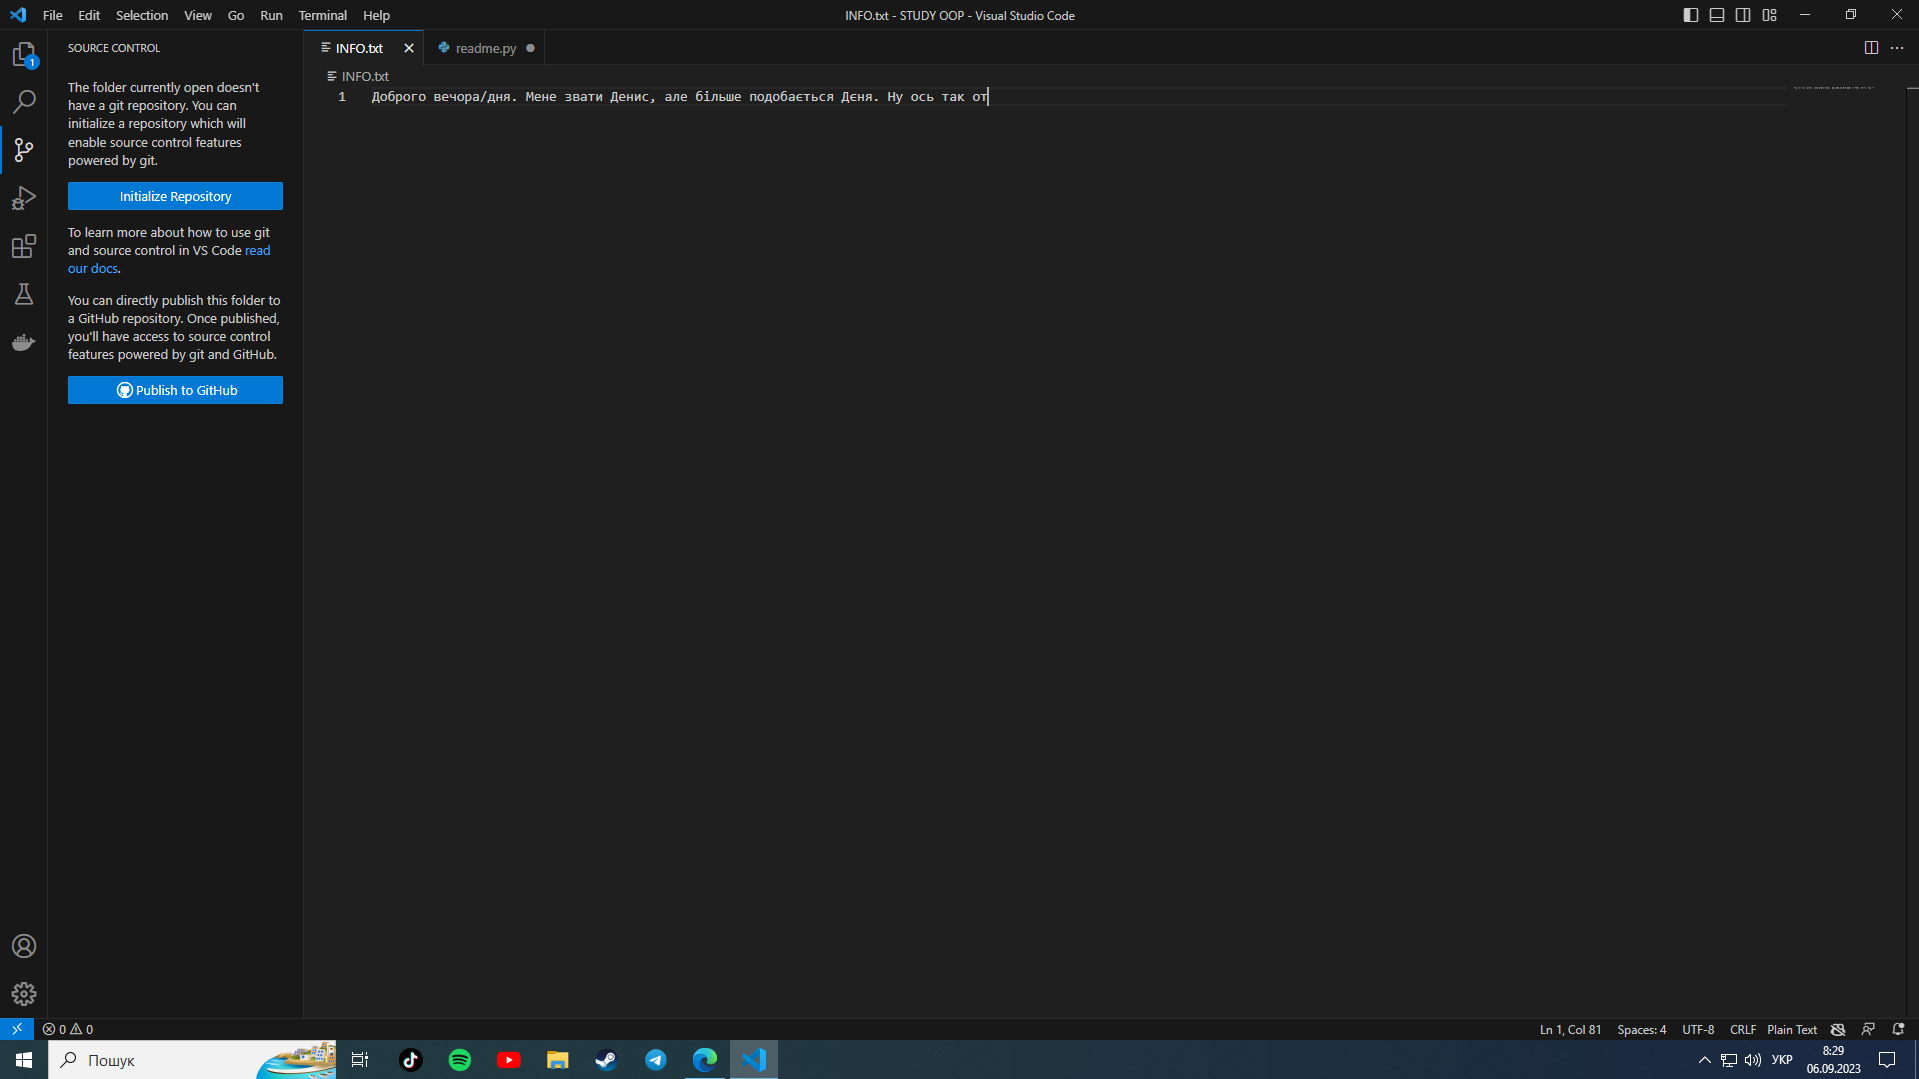 File Edit Selection View Go Run Terminal Help
INFO.txt - STUDY OOP - Visual Studio Code
SOURCE CONTROL
1
The folder currently open doesn't
have a git repository. You can
initialize a repository which will
enable source control features
powered by git.
Initialize Repository
To learn more about how to use git
and source control in VS Code read
our docs.
You can directly publish this folder to
a GitHub repository. Once published,
you'll have access to source control
features powered by git and GitHub.
Publish to GitHub
INFO.txt
readme.py
INFO.txt
1 Доброго вечора/дня. Мене звати Денис, але більше подобається Дєня. Ну ось так от
0 0
Ln 1, Col 81 Spaces: 4 UTF-8 CRLF Plain Text
Пошук
УКР
8:29
06.09.2023